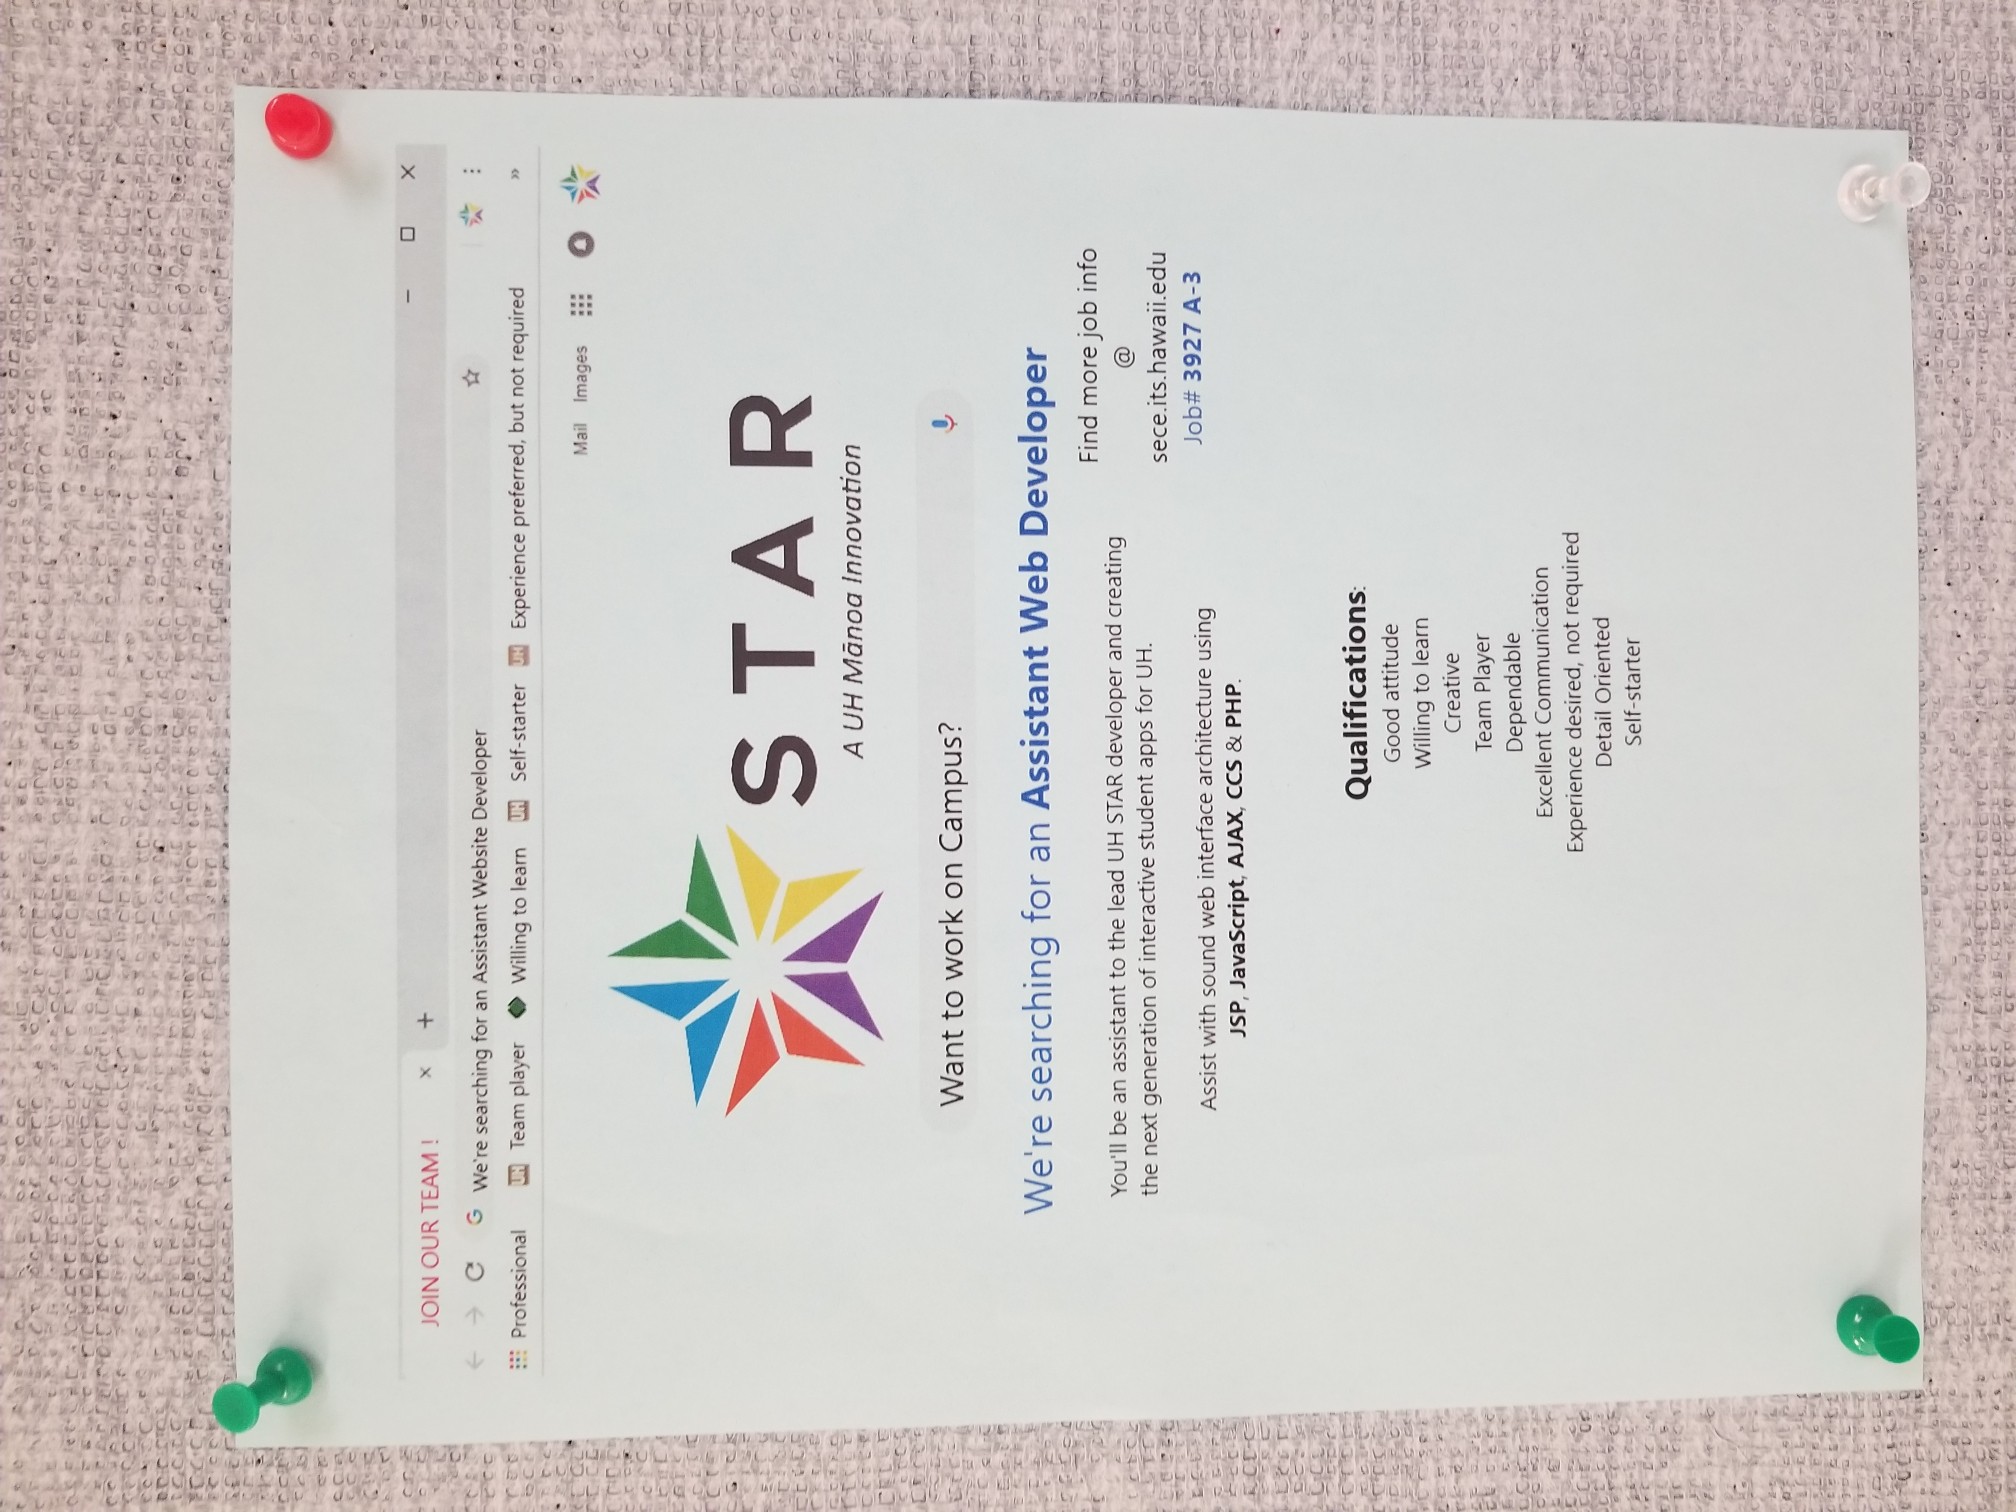 JOIN OUR TEAM !
We're searching for an Assistant Website Developer
Professional UH Team player Willing to learn UH Self-starter UH Experience preferred, but not required
Mail Images
STAR
A UH Mānoa Innovation
Want to work on Campus?
We're searching for an Assistant Web Developer
You'll be an assistant to the lead UH STAR developer and creating
the next generation of interactive student apps for UH.
Assist with sound web interface architecture using
JSP, JavaScript, AJAX, CCS & PHP.
Find more job info
@
sece.its.hawaii.edu
Job# 3927 A-3
Qualifications:
Good attitude
Willing to learn
Creative
Team Player
Dependable
Excellent Communication
Experience desired, not required
Detail Oriented
Self-starter